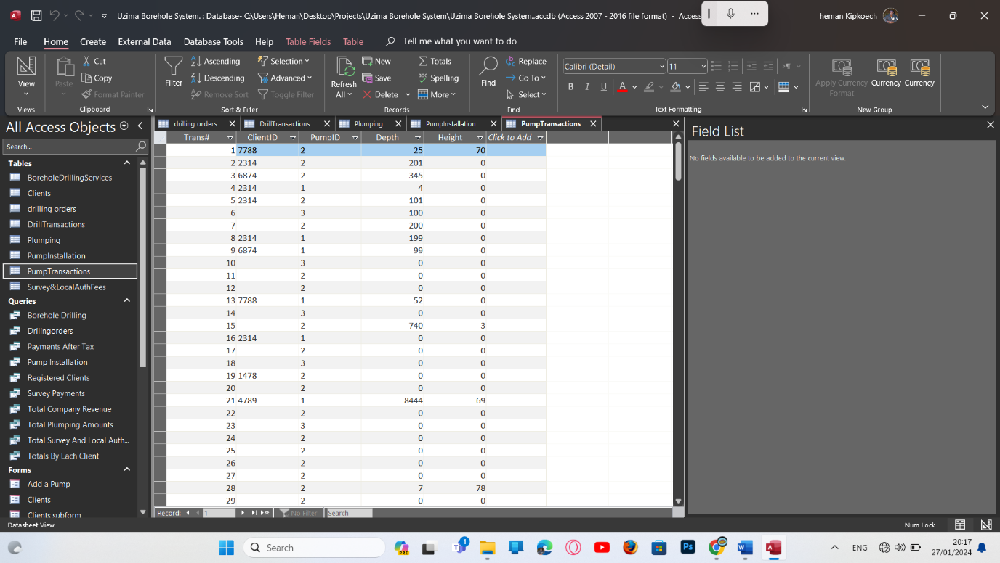 Uzima Borehole System. : Database- C:\Users\Heman\Desktop\Projects\Uzima Borehole System\Uzima Borehole System..accdb (Access 2007 - 2016 file format) - Access
heman Kipkoech
File Home Create External Data Database Tools Help Table Fields Table Tell me what you want to do
View
Views
Paste
Cut
Copy
Format Painter
Clipboard
Filter
Ascending
Descending
Remove Sort
Selection
Advanced
Toggle Filter
Sort & Filter
Refresh All
New
Save
Delete
Totals
Spelling
More
Records
Find
Replace
Go To
Select
Find
Calibri (Detail) 11
B I U A
Text Formatting
Apply Currency Format
Currency
Currency
New Group
All Access Objects
Search...
Tables
BoreholeDrillingServices
Clients
drilling orders
DrillTransactions
Plumping
PumpInstallation
PumpTransactions
Survey&LocalAuthFees
Queries
Borehole Drilling
Drilingorders
Payments After Tax
Pump Installation
Registered Clients
Survey Payments
Total Company Revenue
Total Plumping Amounts
Total Survey And Local Auth...
Totals By Each Client
Forms
Add a Pump
Clients
Clients subform
drilling orders DrillTransactions Plumping PumpInstallation PumpTransactions
Trans# ClientID PumpID Depth Height Click to Add
1 7788 2 25 70
2 2314 2 201 0
3 6874 2 345 0
4 2314 1 4 0
5 2314 2 101 0
6 3 100 0
7 2 200 0
8 2314 1 199 0
9 6874 1 99 0
10 3 0 0
11 2 0 0
12 2 0 0
13 7788 1 52 0
14 3 0 0
15 2 740 3
16 2314 1 0 0
17 2 0 0
18 3 0 0
19 1478 2 0 0
20 2 0 0
21 4789 1 8444 69
22 2 0 0
23 3 0 0
24 2 0 0
25 2 0 0
26 2 0 0
27 2 0 0
28 2 7 78
29 2 0 0
Record: 1 No Filter Search
Field List
No fields available to be added to the current view.
Datasheet View
Num Lock
Search
PRE
1
Ps
ENG
20:17
27/01/2024